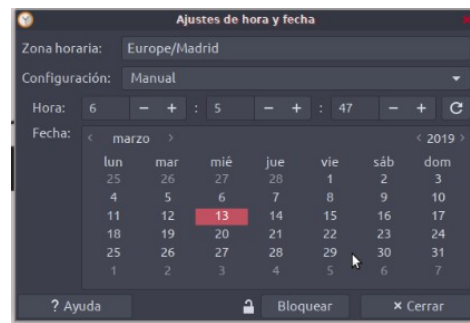 Ajustes de hora y fecha
Zona horaria: Europe/Madrid
Configuración: Manual
Hora: 6 − + : 5 − + : 47 − +
Fecha: < marzo > < 2019 >
lun mar mié jue vie sáb dom
25 26 27 28 1 2 3
4 5 6 7 8 9 10
11 12 13 14 15 16 17
18 19 20 21 22 23 24
25 26 27 28 29 30 31
1 2 3 4 5 6 7
? Ayuda Bloquear × Cerrar